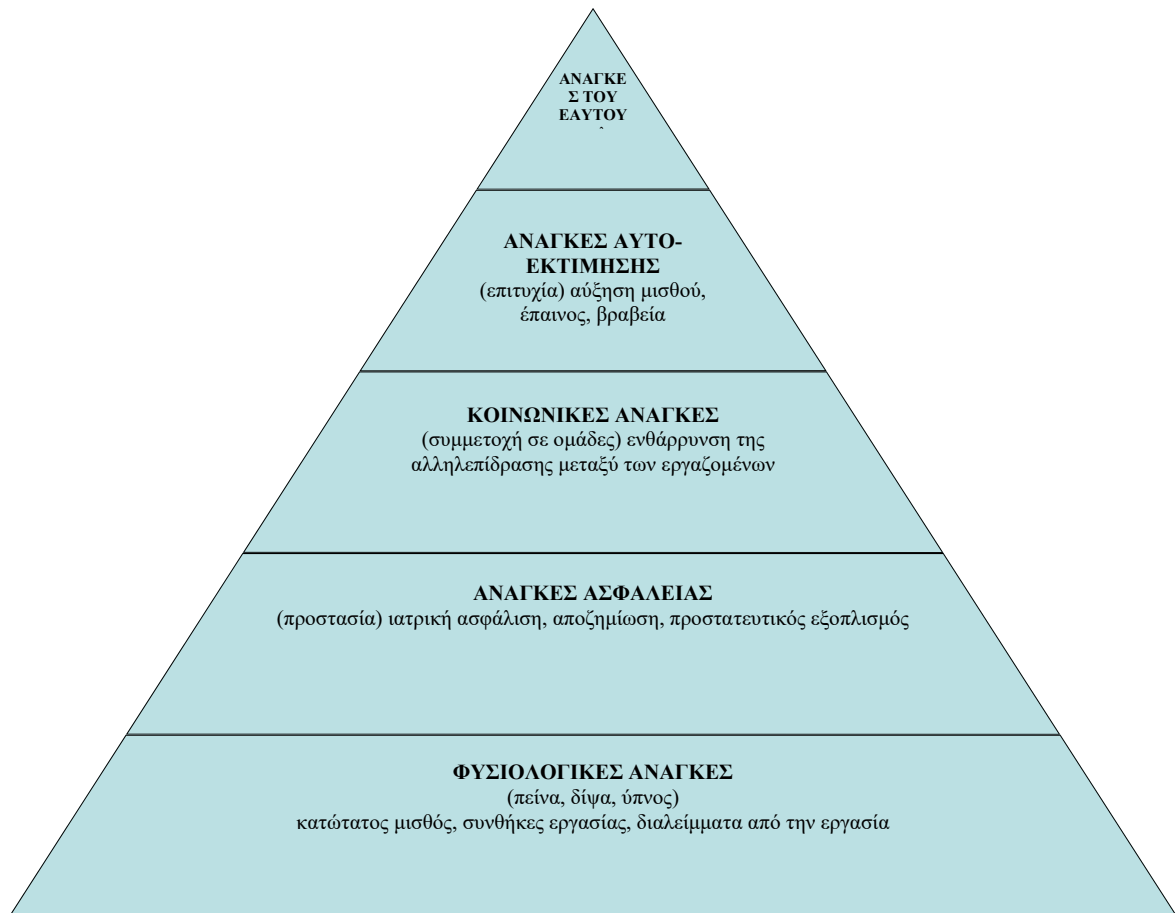 ΑΝΑΓΚΕ
Σ ΤΟΥ
ΕΑΥΤΟΥ
ΑΝΑΓΚΕΣ ΑΥΤΟ-
ΕΚΤΙΜΗΣΗΣ
(επιτυχία) αύξηση μισθού,
έπαινος, βραβεία
ΚΟΙΝΩΝΙΚΕΣ ΑΝΑΓΚΕΣ
(συμμετοχή σε ομάδες) ενθάρρυνση της
αλληλεπίδρασης μεταξύ των εργαζομένων
ΑΝΑΓΚΕΣ ΑΣΦΑΛΕΙΑΣ
(προστασία) ιατρική ασφάλιση, αποζημίωση, προστατευτικός εξοπλισμός
ΦΥΣΙΟΛΟΓΙΚΕΣ ΑΝΑΓΚΕΣ
(πείνα, δίψα, ύπνος)
κατώτατος μισθός, συνθήκες εργασίας, διαλείμματα από την εργασία